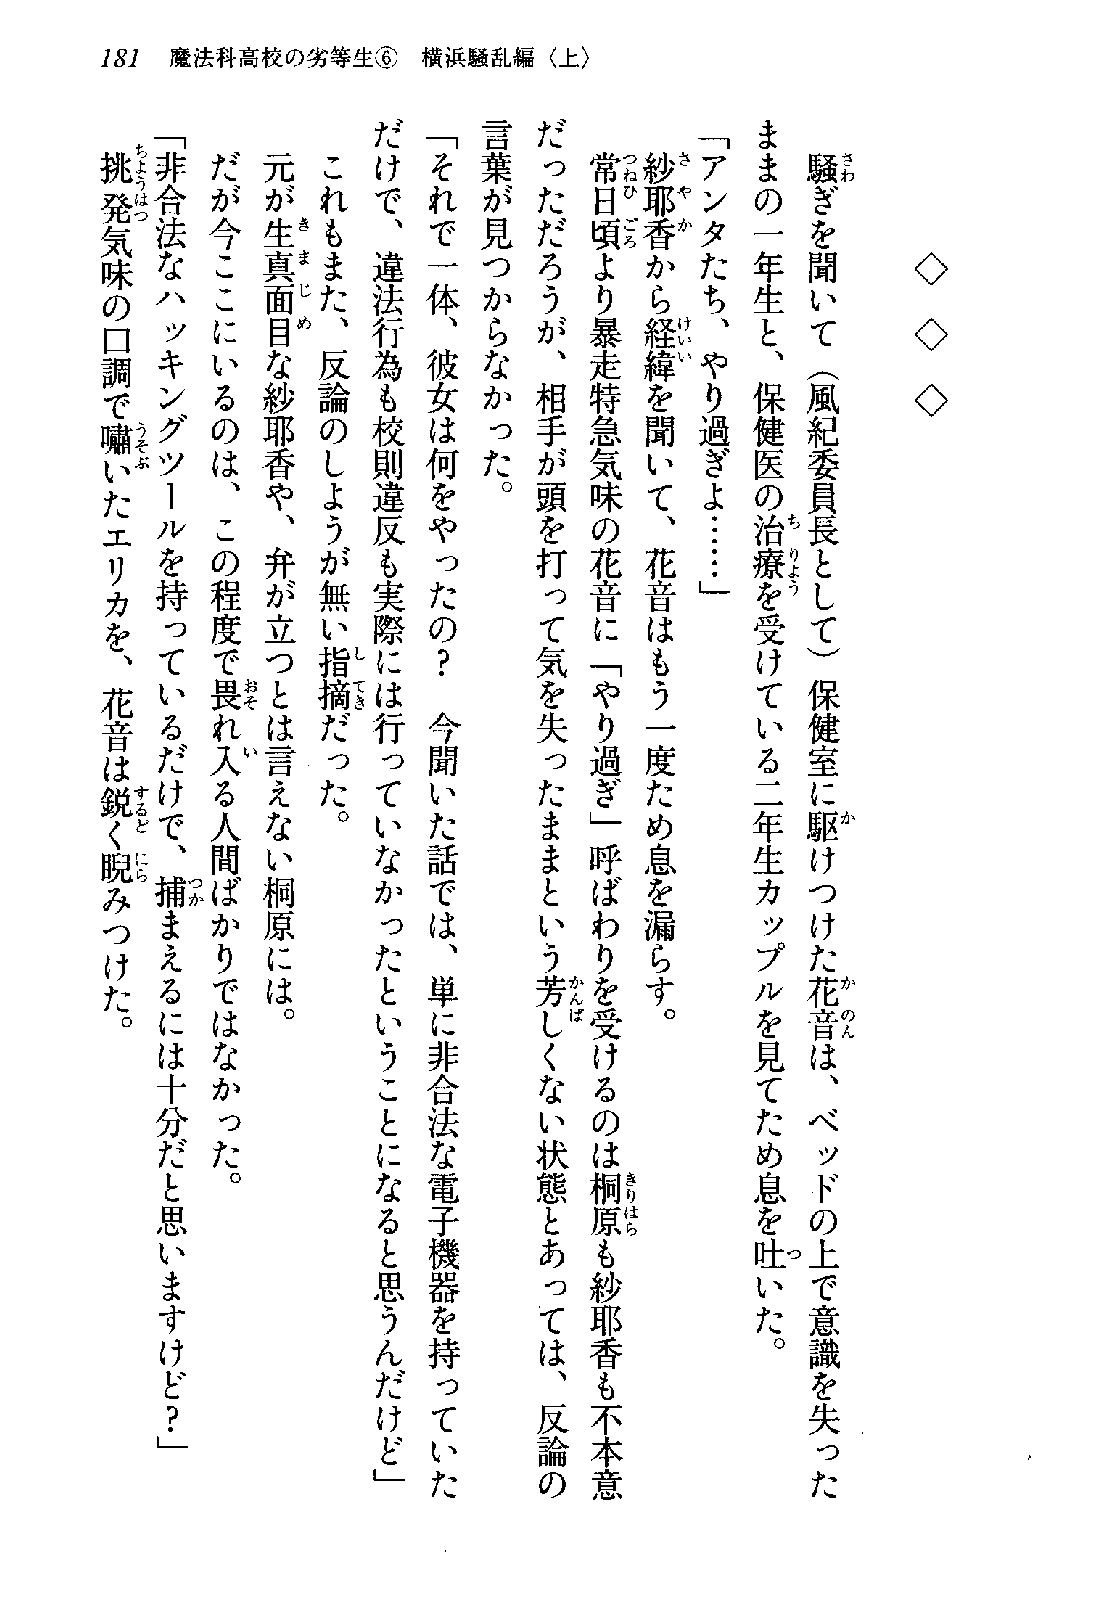 181　魔法科高校の劣等生⑥　横浜騒乱編〈上〉
◇　◇　◇
騒ぎを聞いて（風紀委員長として）保健室に駆けつけた花音は、ベッドの上で意識を失った
ままの一年生と、保健医の治療を受けている二年生カップルを見てため息を吐いた。
「アンタたち、やり過ぎよ……」
紗耶香から経緯を聞いて、花音はもう一度ため息を漏らす。
常日頃より暴走特急気味の花音に「やり過ぎ」呼ばわりを受けるのは桐原も紗耶香も不本意
だっただろうが、相手が頭を打って気を失ったままという芳しくない状態とあっては、反論の
言葉が見つからなかった。
「それで一体、彼女は何をやったの？　今聞いた話では、単に非合法な電子機器を持っていた
だけで、違法行為も校則違反も実際には行っていなかったということになると思うんだけど」
これもまた、反論のしようが無い指摘だった。
元が生真面目な紗耶香や、弁が立つとは言えない桐原には。
だが今ここにいるのは、この程度で畏れ入る人間ばかりではなかった。
「非合法なハッキングツールを持っているだけで、捕まえるには十分だと思いますけど？」
挑発気味の口調で嘯いたエリカを、花音は鋭く睨みつけた。